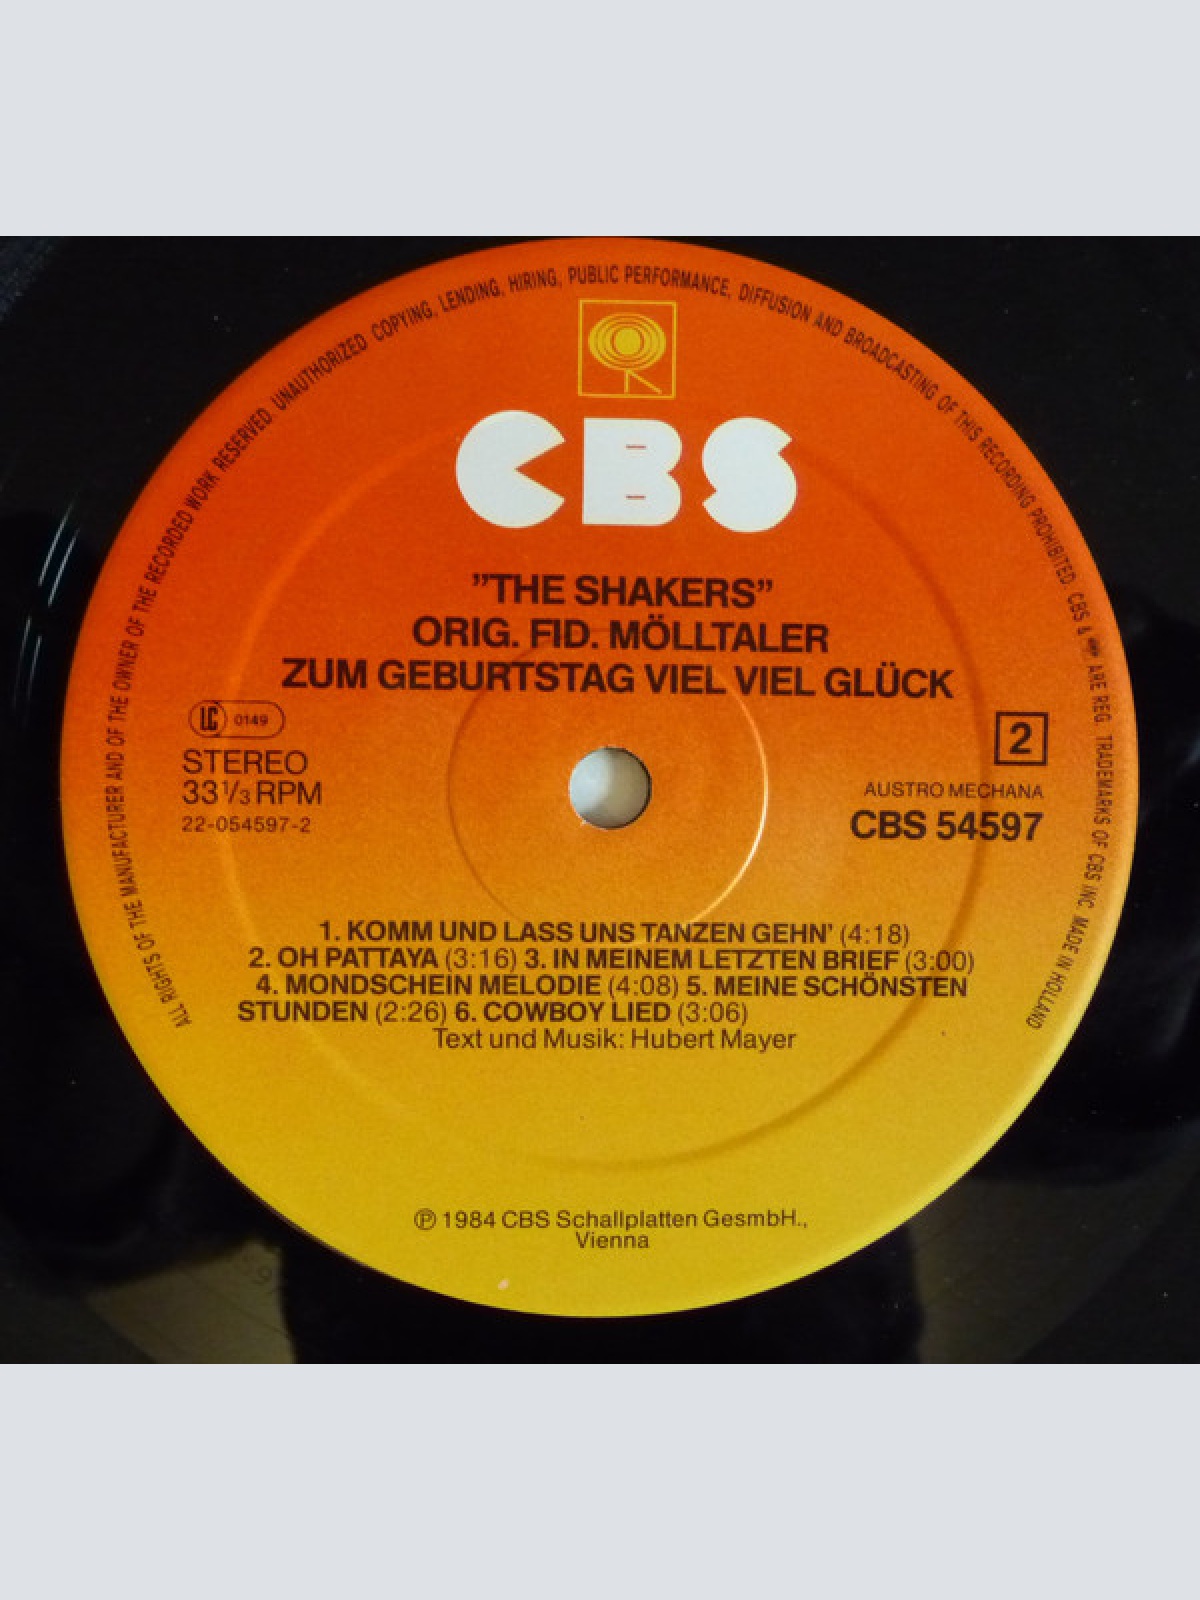 ALL RIGHTS OF THE MANUFACTURER AND OF THE OWNER OF THE RECORDED WORK RESERVED. UNAUTHORIZED COPYING, LENDING, HIRING, PUBLIC PERFORMANCE, DIFFUSION AND BROADCASTING OF THIS RECORDING PROHIBITED. CBS & ARE REG. TRADEMARKS OF CBS INC. MADE IN HOLLAND
CBS
"THE SHAKERS"
ORIG. FID. MÖLLTALER
ZUM GEBURTSTAG VIEL VIEL GLÜCK
LC 0149
STEREO
33 1/3 RPM
22-054597-2
2
AUSTRO MECHANA
CBS 54597
1. KOMM UND LASS UNS TANZEN GEHN' (4:18)
2. OH PATTAYA (3:16) 3. IN MEINEM LETZTEN BRIEF (3:00)
4. MONDSCHEIN MELODIE (4:08) 5. MEINE SCHÖNSTEN
STUNDEN (2:26) 6. COWBOY LIED (3:06)
Text und Musik: Hubert Mayer
℗ 1984 CBS Schallplatten GesmbH.,
Vienna